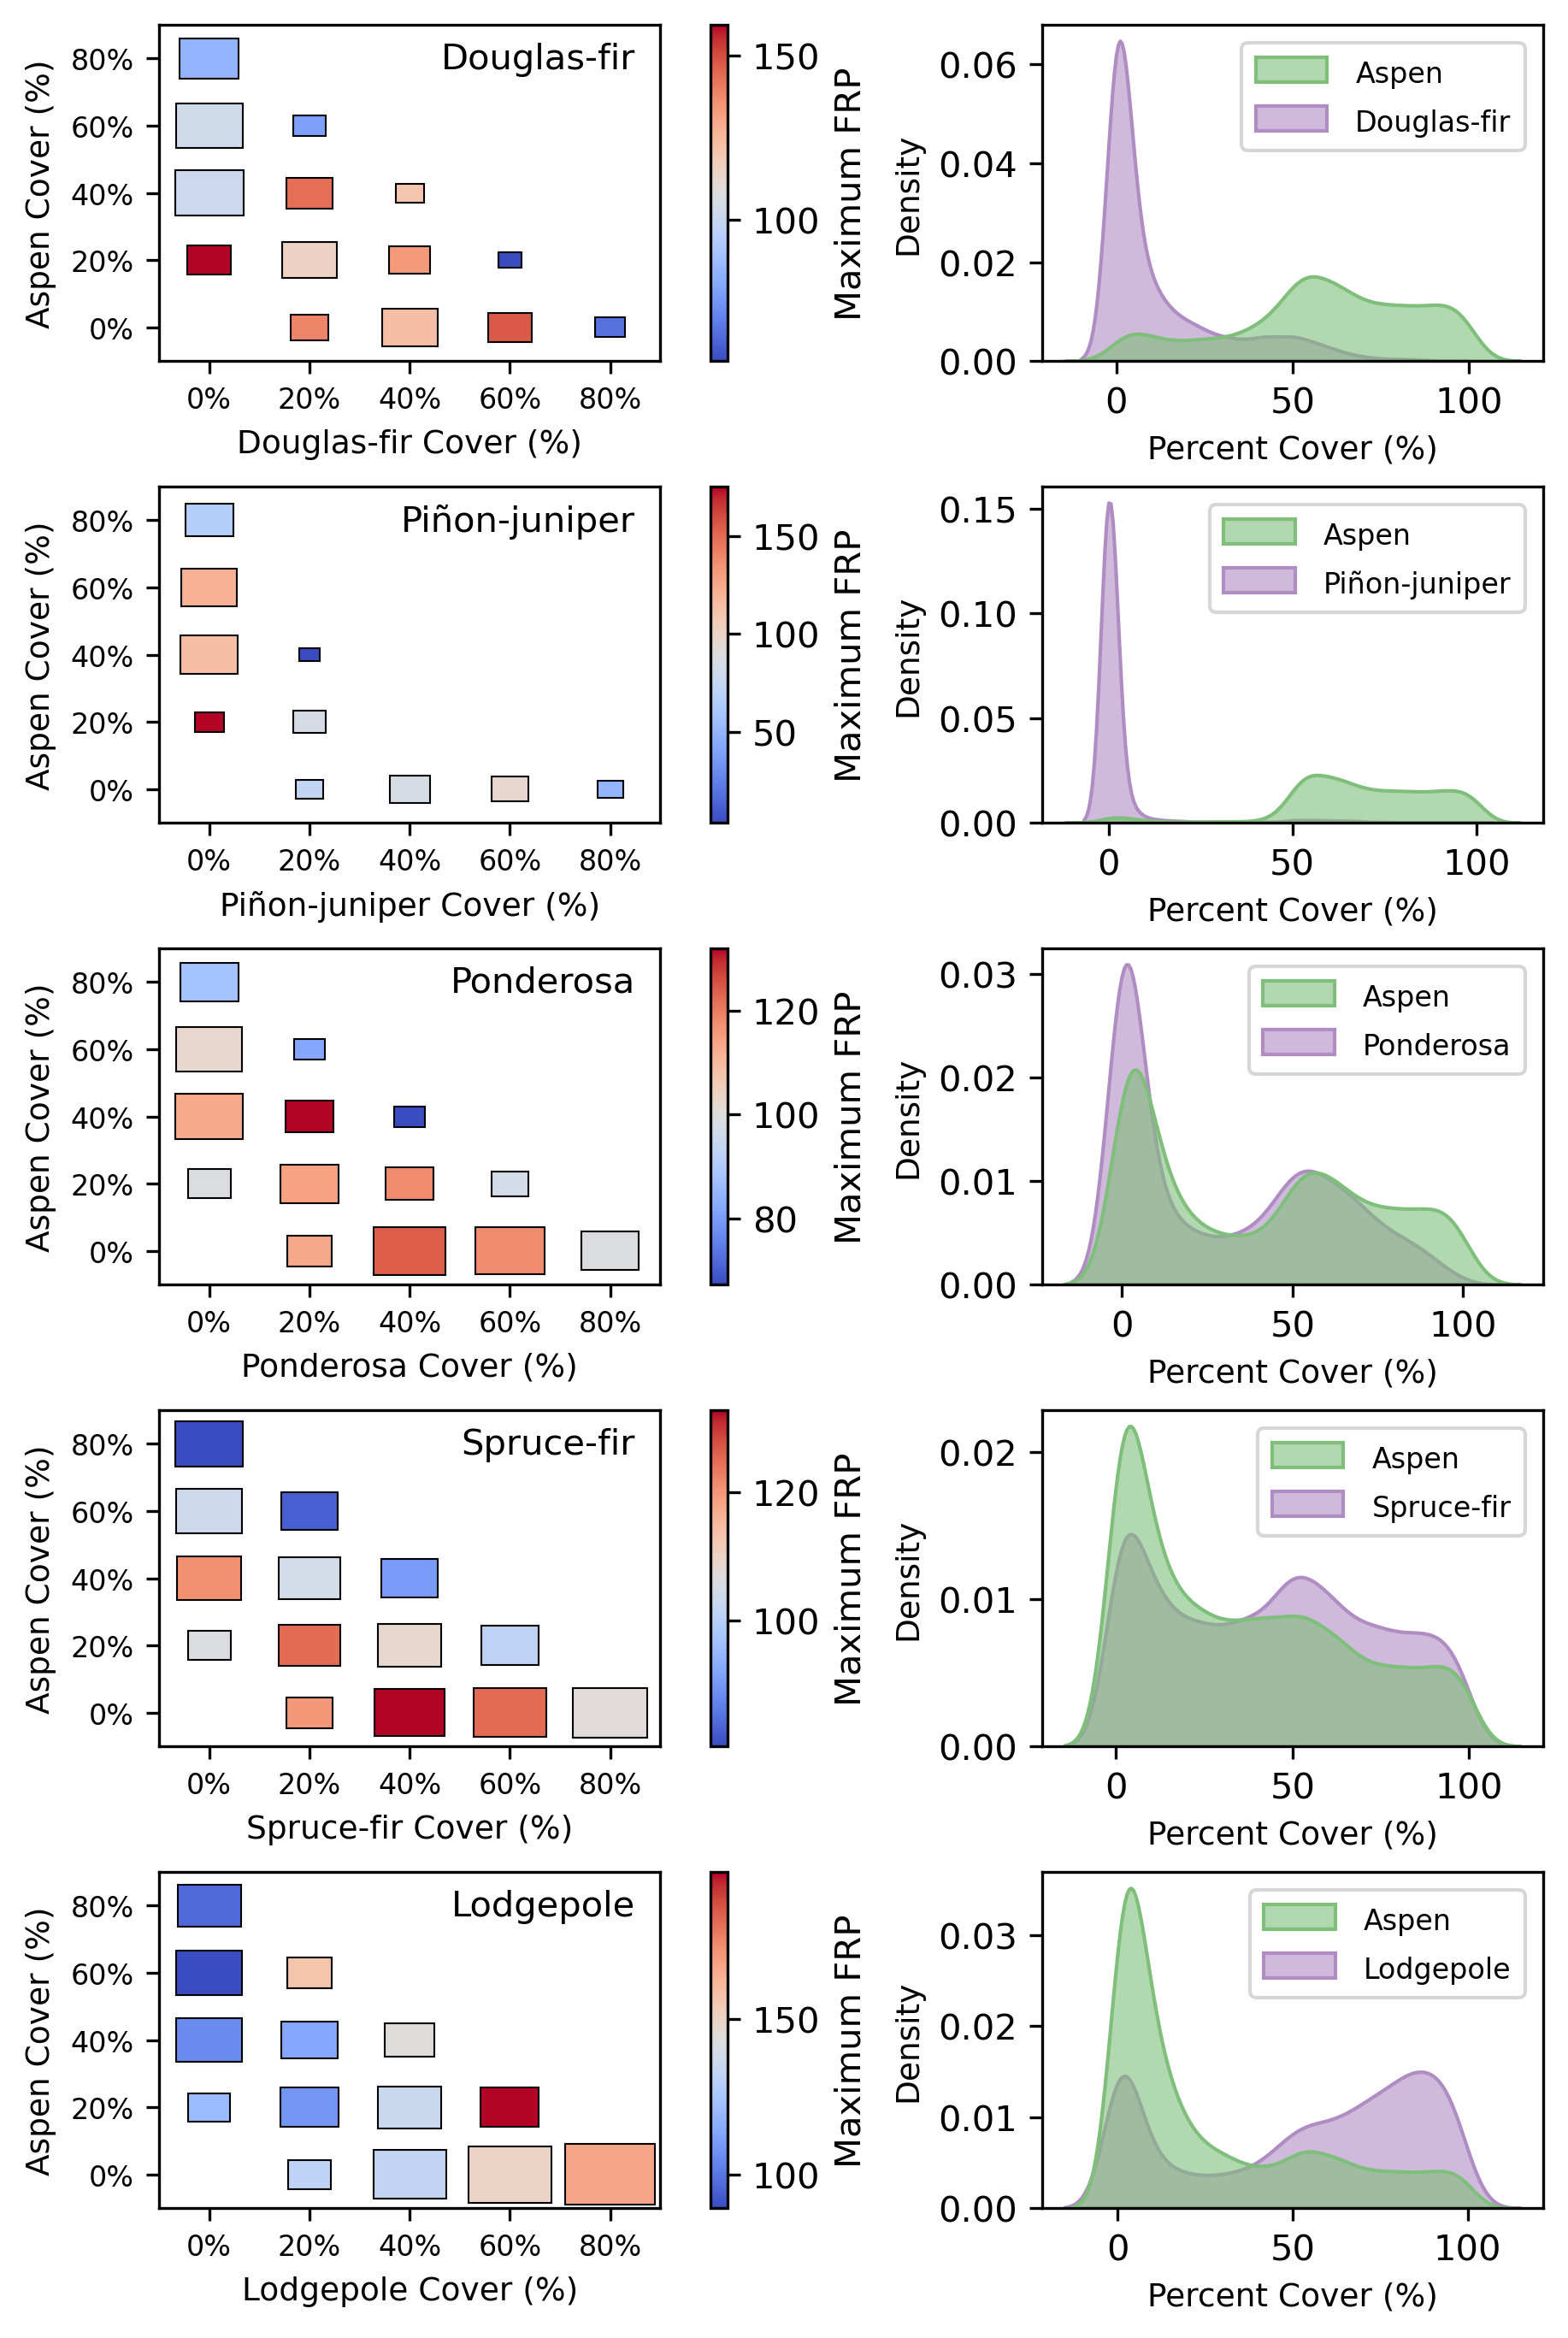 Douglas-fir
Aspen Cover (%)
80%
60%
40%
20%
0%
0% 20% 40% 60% 80%
Douglas-fir Cover (%)
150
100
Maximum FRP
Density
0.06
0.04
0.02
0.00
Aspen
Douglas-fir
0 50 100
Percent Cover (%)
Piñon-juniper
Aspen Cover (%)
80%
60%
40%
20%
0%
0% 20% 40% 60% 80%
Piñon-juniper Cover (%)
150
100
50
Maximum FRP
Density
0.15
0.10
0.05
0.00
Aspen
Piñon-juniper
0 50 100
Percent Cover (%)
Ponderosa
Aspen Cover (%)
80%
60%
40%
20%
0%
0% 20% 40% 60% 80%
Ponderosa Cover (%)
120
100
80
Maximum FRP
Density
0.03
0.02
0.01
0.00
Aspen
Ponderosa
0 50 100
Percent Cover (%)
Spruce-fir
Aspen Cover (%)
80%
60%
40%
20%
0%
0% 20% 40% 60% 80%
Spruce-fir Cover (%)
120
100
Maximum FRP
Density
0.02
0.01
0.00
Aspen
Spruce-fir
0 50 100
Percent Cover (%)
Lodgepole
Aspen Cover (%)
80%
60%
40%
20%
0%
0% 20% 40% 60% 80%
Lodgepole Cover (%)
150
100
Maximum FRP
Density
0.03
0.02
0.01
0.00
Aspen
Lodgepole
0 50 100
Percent Cover (%)